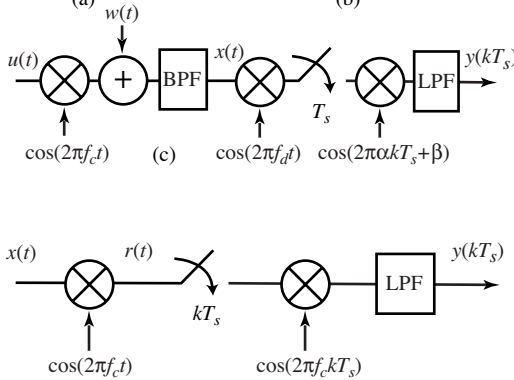 (a) (b)
w(t)
u(t) + BPF x(t) T_s LPF y(kT_s)
cos(2πf_ct) (c) cos(2πf_dt) cos(2παkT_s+β)
x(t) r(t) kT_s LPF y(kT_s)
cos(2πf_ct) cos(2πf_ckT_s)